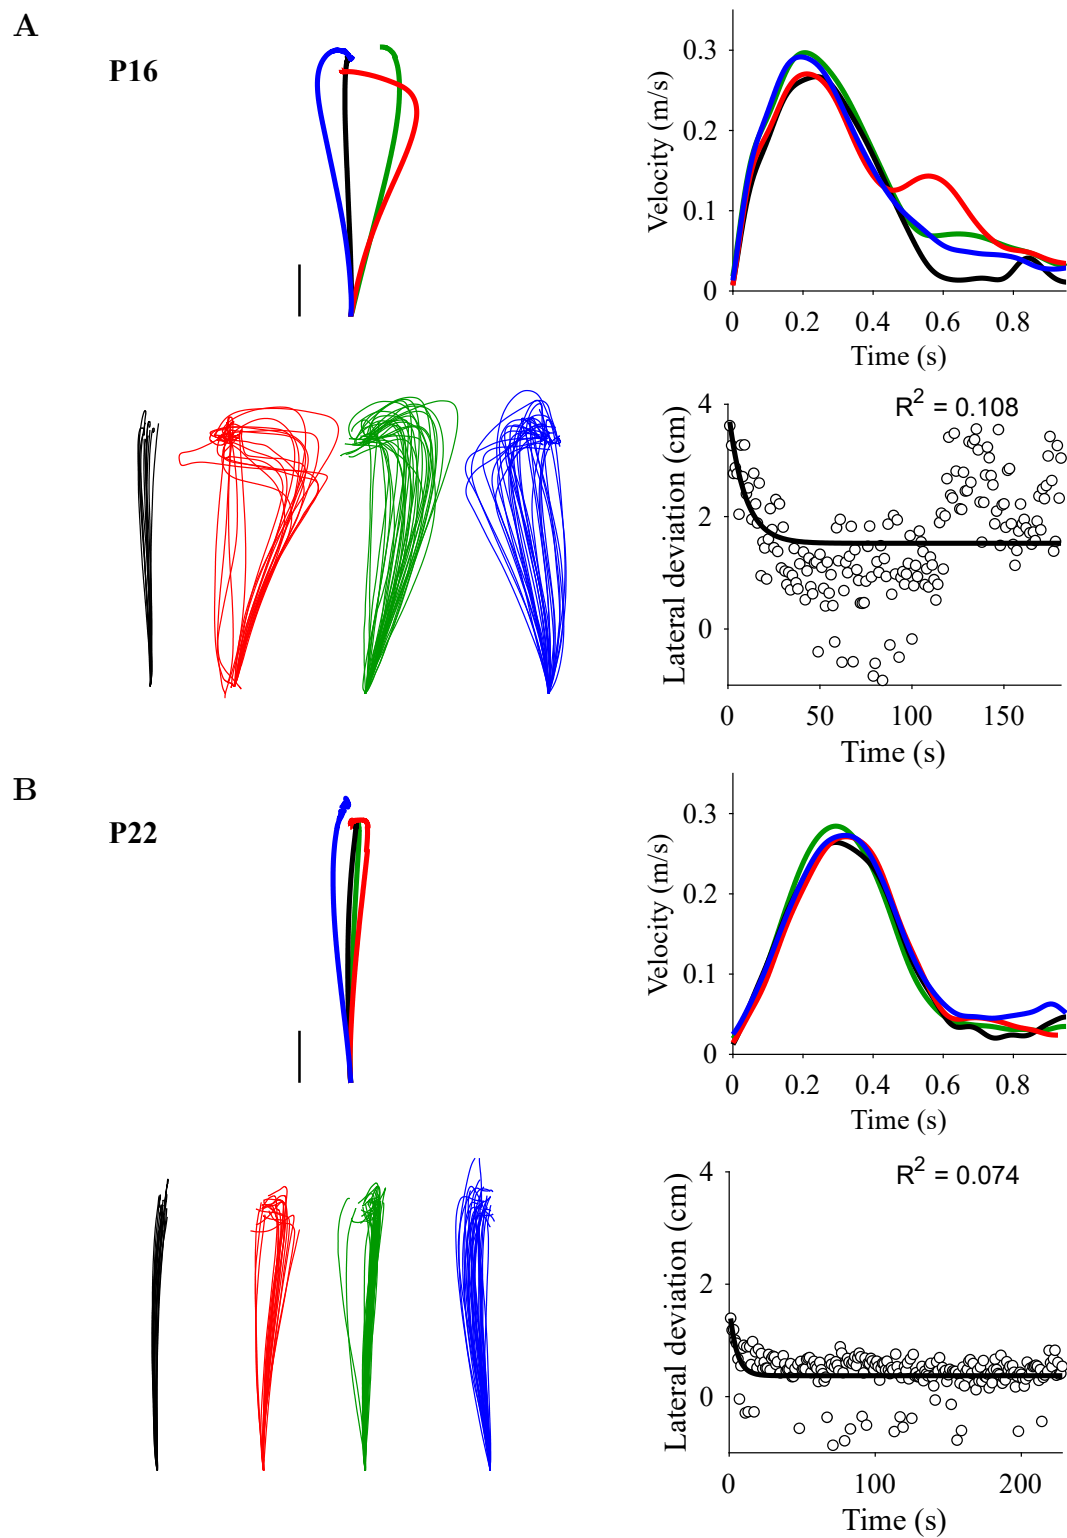 A
P16
Velocity (m/s)
0.3
0.2
0.1
0
0 0.2 0.4 0.6 0.8
Time (s)
R² = 0.108
Lateral deviation (cm)
4
2
0
0 50 100 150
Time (s)
B
P22
Velocity (m/s)
0.3
0.2
0.1
0
0 0.2 0.4 0.6 0.8
Time (s)
R² = 0.074
Lateral deviation (cm)
4
2
0
0 100 200
Time (s)